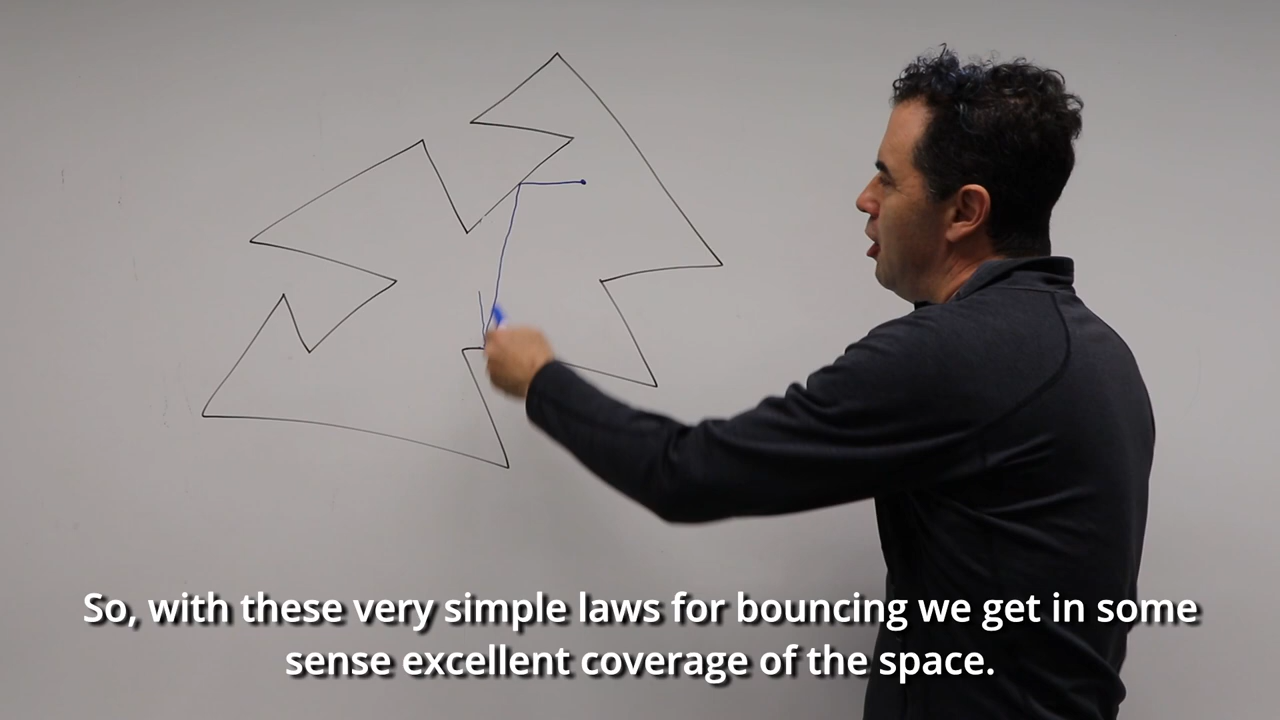 So, with these very simple laws for bouncing we get in some
sense excellent coverage of the space.